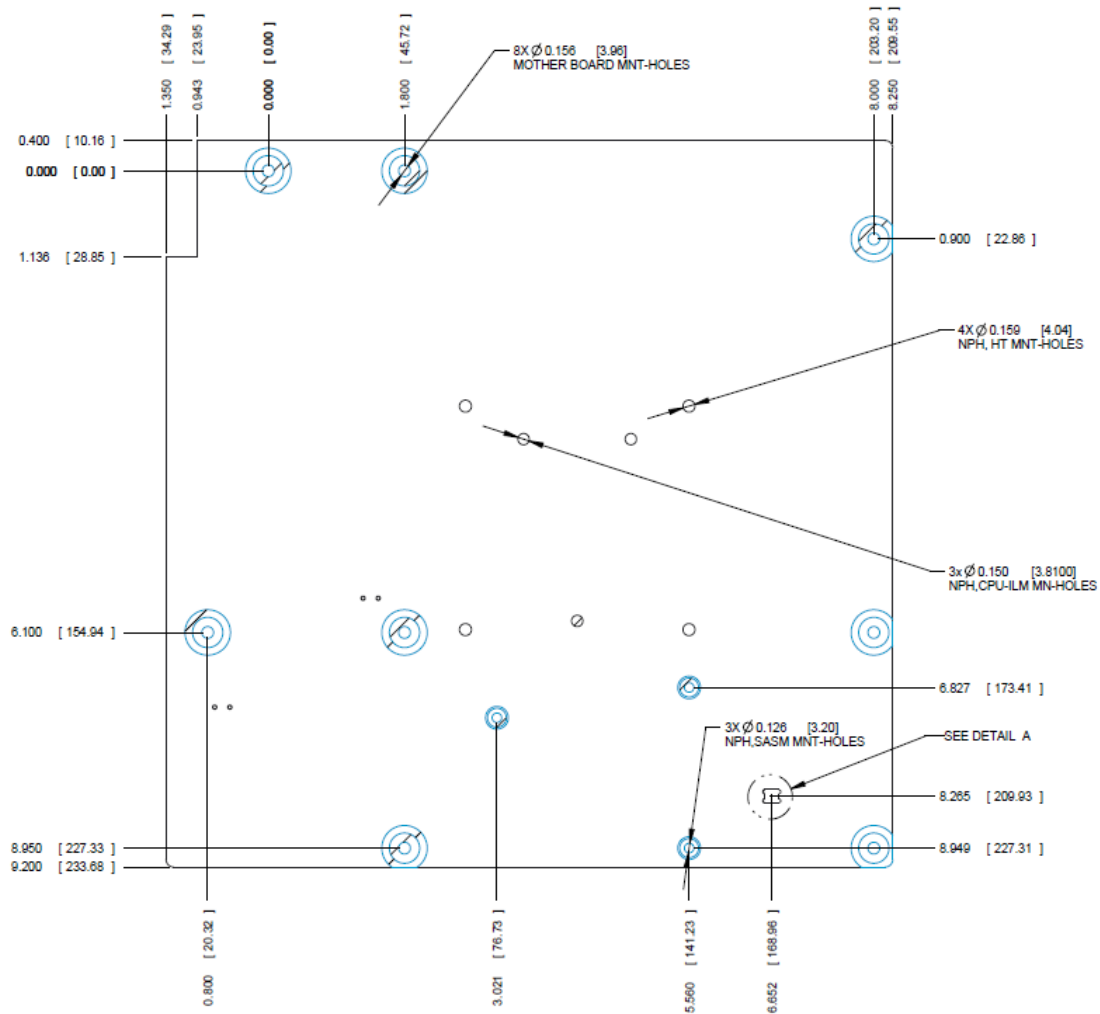 1.350 [ 34.29 ]
0.943 [ 23.95 ]
0.000 [ 0.00 ]
1.800 [ 45.72 ]
8.000 [ 203.20 ]
8.250 [ 209.55 ]
8X Ø 0.156 [3.96]
MOTHER BOARD MNT-HOLES
0.400 [ 10.16 ]
0.000 [ 0.00 ]
0.900 [ 22.86 ]
1.136 [ 28.85 ]
4X Ø 0.159 [4.04]
NPH, HT MNT-HOLES
3x Ø 0.150 [3.8100]
NPH,CPU-ILM MN-HOLES
6.100 [ 154.94 ]
6.827 [ 173.41 ]
3X Ø 0.126 [3.20]
NPH,SASM MNT-HOLES
SEE DETAIL A
8.265 [ 209.93 ]
8.950 [ 227.33 ]
8.949 [ 227.31 ]
9.200 [ 233.68 ]
0.800 [ 20.32 ]
3.021 [ 76.73 ]
5.560 [ 141.23 ]
6.652 [ 168.96 ]